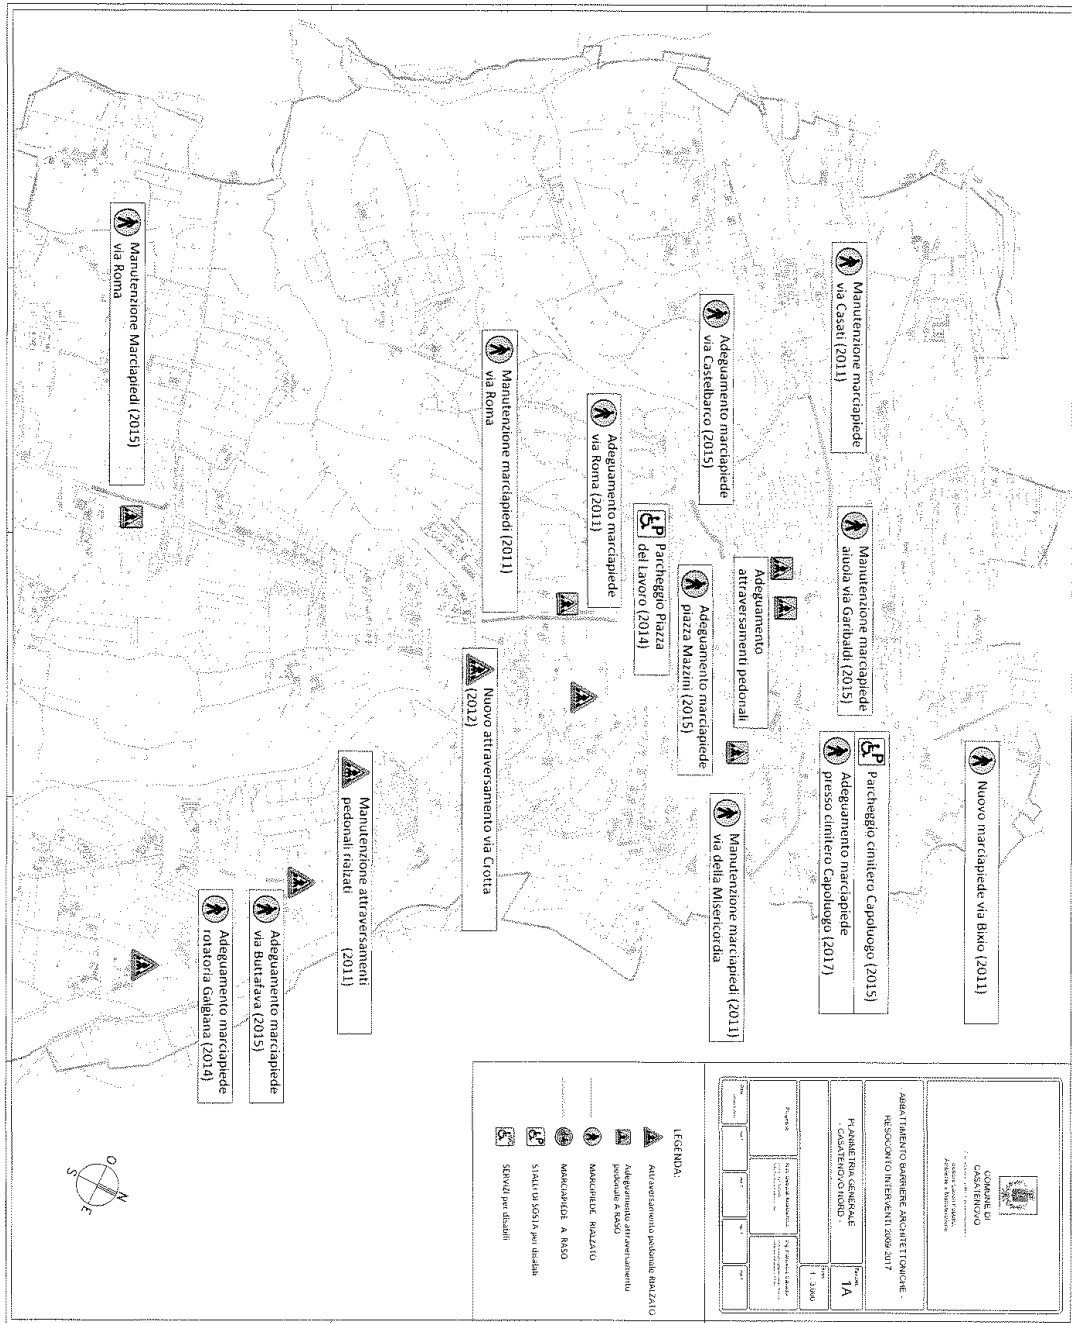 Nuovo marciapiede via Bixio (2011)
Manutenzione marciapiede
via Casati (2011)
Manutenzione marciapiede
aiuola via Garibaldi (2015)
Parcheggio cimitero Capoluogo (2015)
Adeguamento marciapiede
presso cimitero Capoluogo (2017)
Adeguamento
attraversamenti pedonali
Adeguamento marciapiede
via Castelbarco (2015)
Manutenzione marciapiedi (2011)
via della Misericordia
Adeguamento marciapiede
piazza Mazzini (2015)
Parcheggio Piazza
del Lavoro (2014)
Adeguamento marciapiede
via Roma (2011)
Manutenzione marciapiedi (2011)
via Roma
Nuovo attraversamento via Crotta
(2012)
Manutenzione attraversamenti
pedonali rialzati (2011)
Adeguamento marciapiede
via Buttafava (2015)
Adeguamento marciapiede
rotatoria Galgiana (2014)
Manutenzione Marciapiedi (2015)
via Roma
COMUNE DI
CASATENOVO
- ABBATTIMENTO BARRIERE ARCHITETTONICHE -
RESOCONTO INTERVENTI 2009-2017
PLANIMETRIA GENERALE
- CASATENOVO NORD -
1A
LEGENDA:
Attraversamento pedonale RIALZATO
Adeguamento attraversamento
pedonale A RASO
MARCIAPIEDE RIALZATO
MARCIAPIEDE A RASO
STALLI DI SOSTA per disabili
SERVIZI per disabili
N
E
S
O